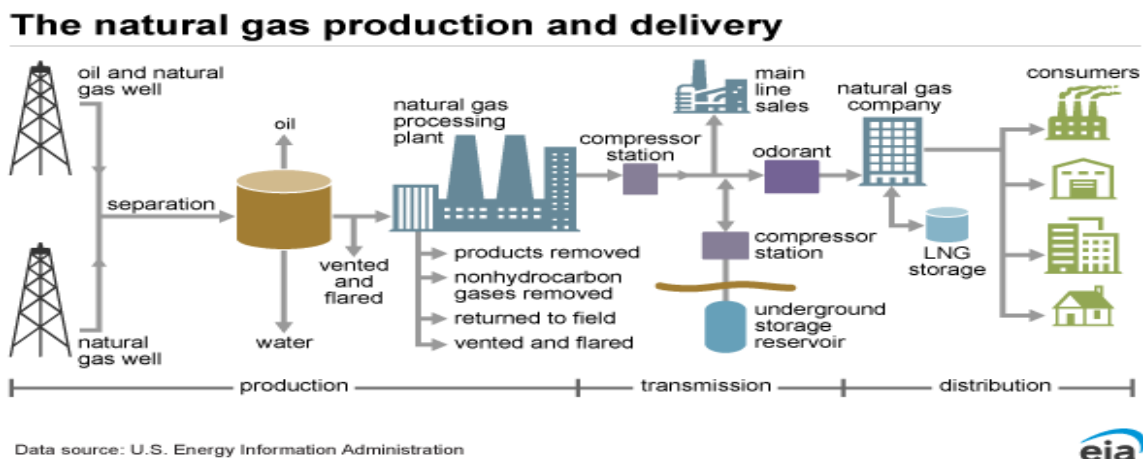 The natural gas production and delivery
oil and natural
gas well
separation
natural
gas well
oil
water
vented
and
flared
natural gas
processing
plant
products removed
nonhydrocarbon
gases removed
returned to field
vented and flared
compressor
station
main
line
sales
odorant
compressor
station
underground
storage
reservoir
natural gas
company
LNG
storage
consumers
production
transmission
distribution
Data source: U.S. Energy Information Administration
eia